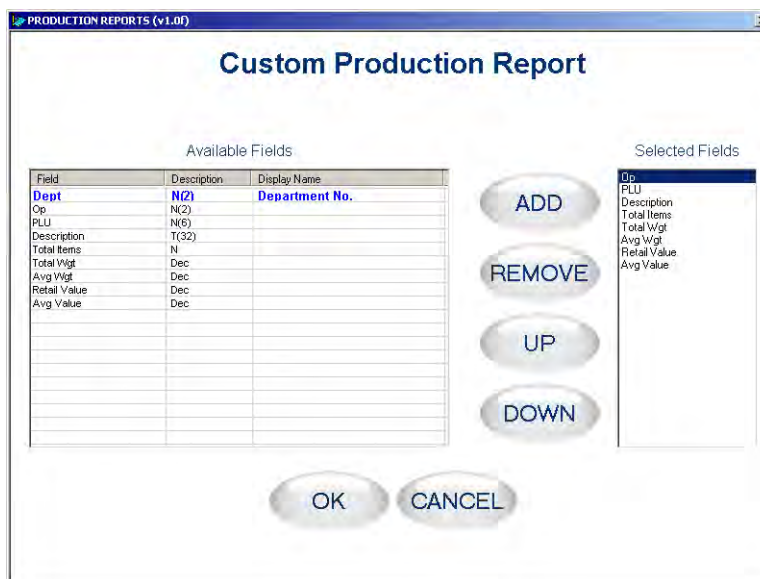 PRODUCTION REPORTS (v1.0f)
Custom Production Report
Available Fields
Selected Fields
Field Description Display Name
Dept N(2) Department No.
Op N(2)
PLU N(6)
Description T(32)
Total Items N
Total Wgt Dec
Avg Wgt Dec
Retail Value Dec
Avg Value Dec
ADD
REMOVE
UP
DOWN
Op
PLU
Description
Total Items
Total Wgt
Avg Wgt
Retail Value
Avg Value
OK
CANCEL